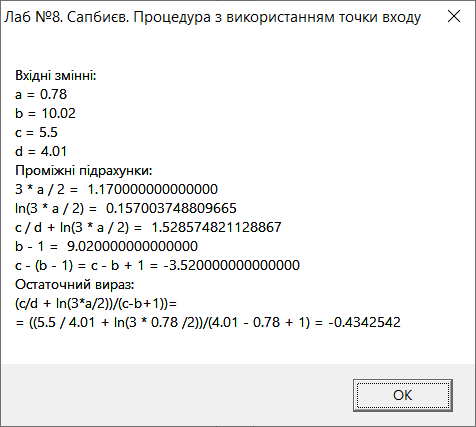 Лаб №8. Сапбиєв. Процедура з використанням точки входу
Вхідні змінні:
a = 0.78
b = 10.02
c = 5.5
d = 4.01
Проміжні підрахунки:
3 * a / 2 = 1.170000000000000
ln(3 * a / 2) = 0.157003748809665
c / d + ln(3 * a / 2) = 1.528574821128867
b - 1 = 9.020000000000000
c - (b - 1) = c - b + 1 = -3.520000000000000
Остаточний вираз:
(c/d + ln(3*a/2))/(c-b+1))=
= ((5.5 / 4.01 + ln(3 * 0.78 /2))/(4.01 - 0.78 + 1) = -0.4342542
OK